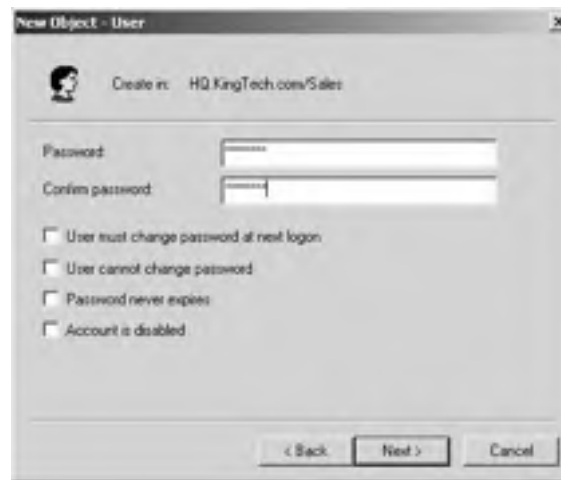 New Object - User
Create in: HQ.KingTech.com/Sales
Password:
Confirm password:
User must change password at next logon
User cannot change password
Password never expires
Account is disabled
< Back
Next >
Cancel